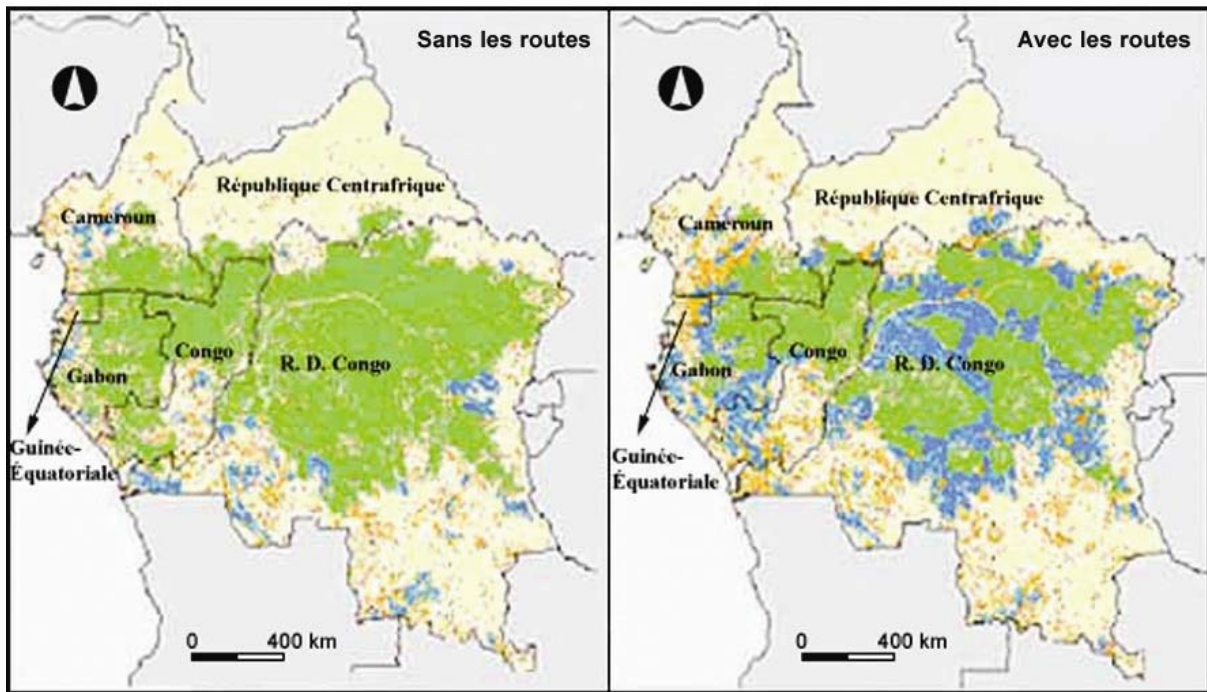 Sans les routes
République Centrafrique
Cameroun
Congo
R. D. Congo
Gabon
Guinée-
Équatoriale
0 400 km
Avec les routes
République Centrafrique
Cameroun
Congo
R. D. Congo
Gabon
Guinée-
Équatoriale
0 400 km